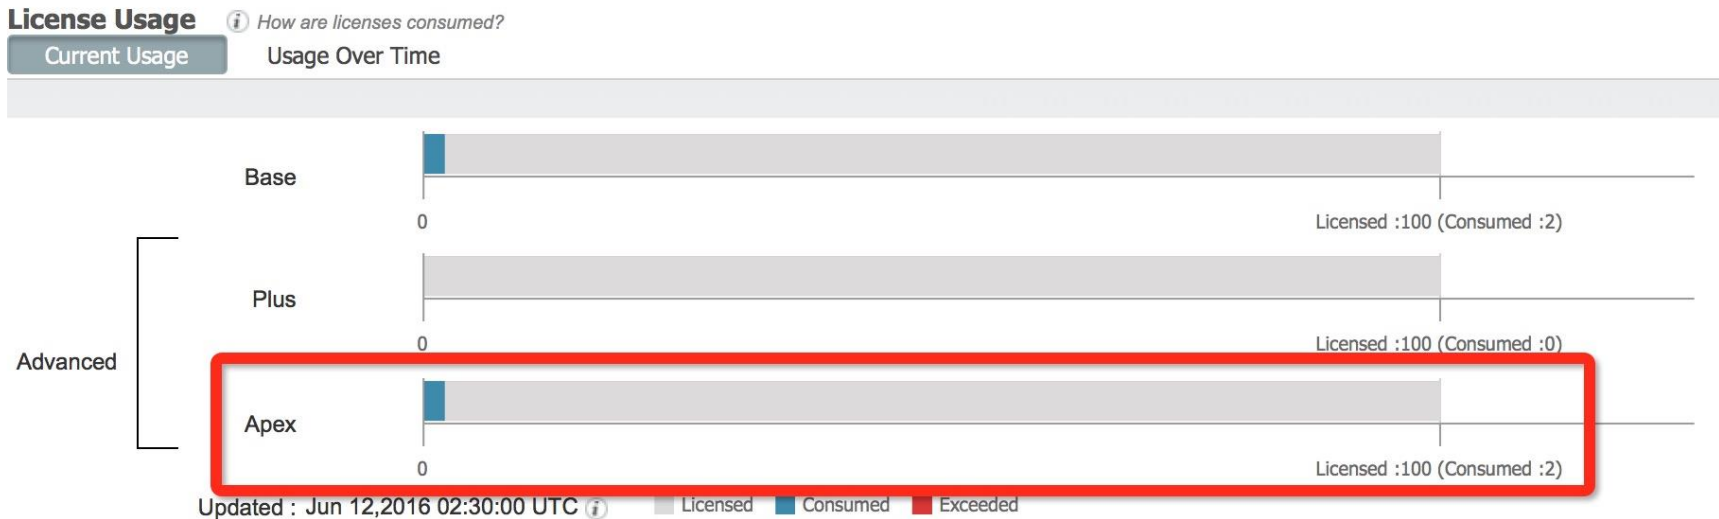 License Usage i How are licenses consumed?
Current Usage Usage Over Time
Base
0 Licensed :100 (Consumed :2)
Plus
0 Licensed :100 (Consumed :0)
Advanced
Apex
0 Licensed :100 (Consumed :2)
Updated : Jun 12,2016 02:30:00 UTC i Licensed Consumed Exceeded